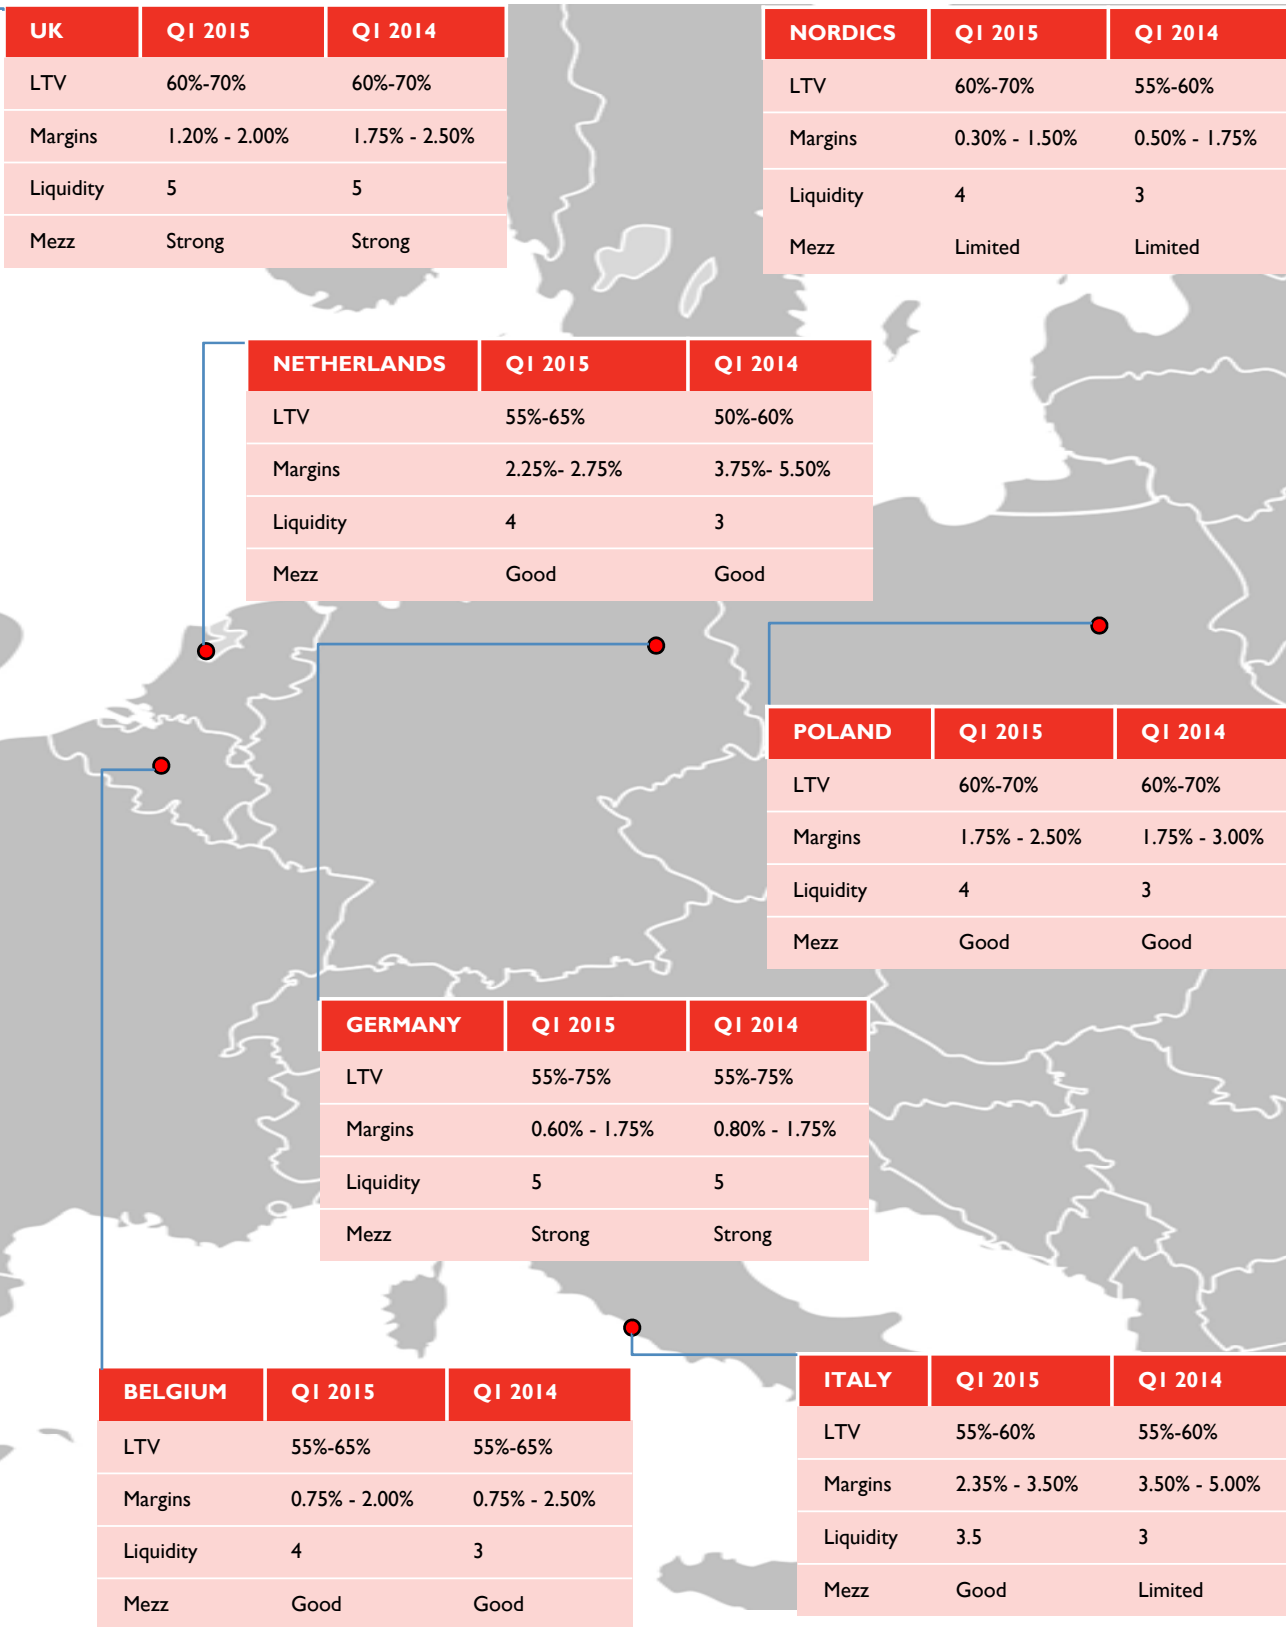 UK Q1 2015 Q1 2014
LTV 60%-70% 60%-70%
Margins 1.20% - 2.00% 1.75% - 2.50%
Liquidity 5 5
Mezz Strong Strong
NORDICS Q1 2015 Q1 2014
LTV 60%-70% 55%-60%
Margins 0.30% - 1.50% 0.50% - 1.75%
Liquidity 4 3
Mezz Limited Limited
NETHERLANDS Q1 2015 Q1 2014
LTV 55%-65% 50%-60%
Margins 2.25%- 2.75% 3.75%- 5.50%
Liquidity 4 3
Mezz Good Good
POLAND Q1 2015 Q1 2014
LTV 60%-70% 60%-70%
Margins 1.75% - 2.50% 1.75% - 3.00%
Liquidity 4 3
Mezz Good Good
GERMANY Q1 2015 Q1 2014
LTV 55%-75% 55%-75%
Margins 0.60% - 1.75% 0.80% - 1.75%
Liquidity 5 5
Mezz Strong Strong
BELGIUM Q1 2015 Q1 2014
LTV 55%-65% 55%-65%
Margins 0.75% - 2.00% 0.75% - 2.50%
Liquidity 4 3
Mezz Good Good
ITALY Q1 2015 Q1 2014
LTV 55%-60% 55%-60%
Margins 2.35% - 3.50% 3.50% - 5.00%
Liquidity 3.5 3
Mezz Good Limited